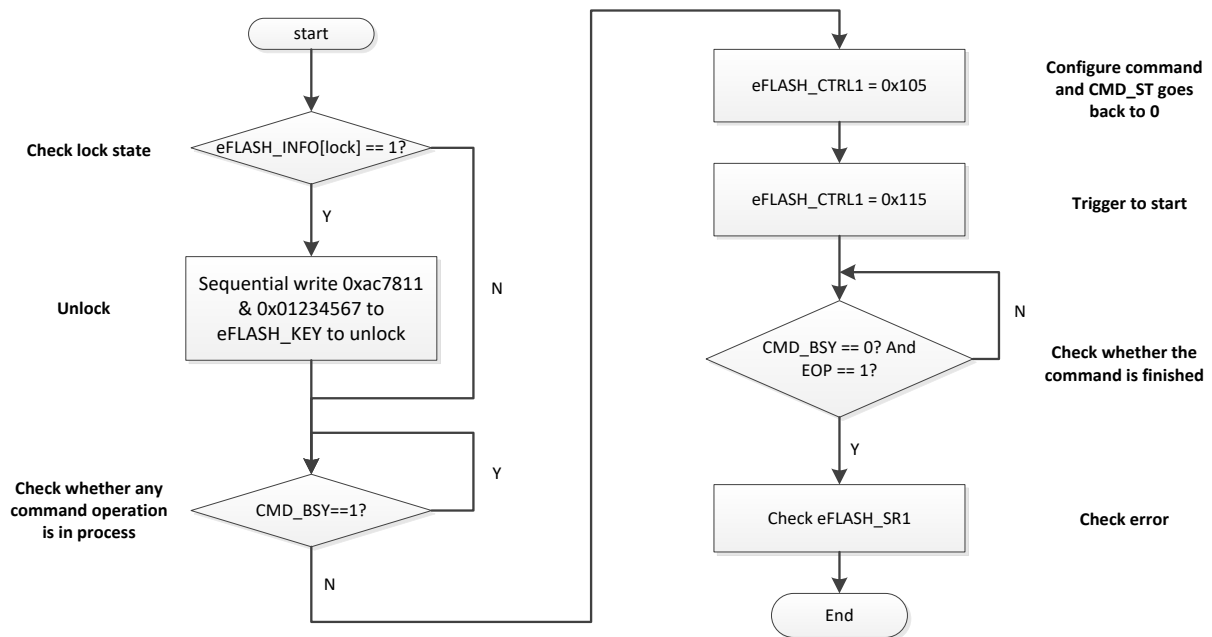 start
Check lock state
eFLASH_INFO[lock] == 1?
Y
N
Unlock
Sequential write 0xac7811
& 0x01234567 to
eFLASH_KEY to unlock
Y
Check whether any
command operation
is in process
CMD_BSY==1?
N
eFLASH_CTRL1 = 0x105
Configure command
and CMD_ST goes
back to 0
eFLASH_CTRL1 = 0x115
Trigger to start
N
CMD_BSY == 0? And
EOP == 1?
Check whether the
command is finished
Y
Check eFLASH_SR1
Check error
End